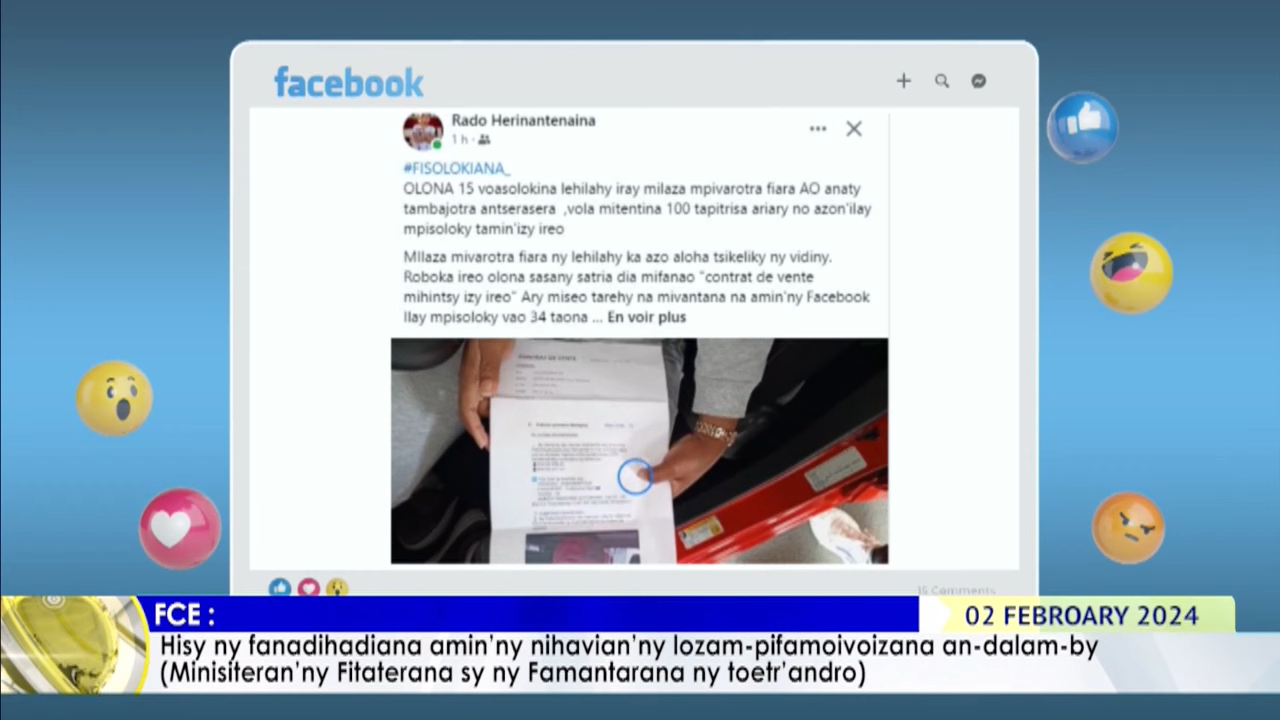 facebook
Rado Herinantenaina
1 h ·
#FISOLOKIANA_
OLONA 15 voasolokina lehilahy iray milaza mpivarotra fiara AO anaty
tambajotra antserasera ,vola mitentina 100 tapitrisa ariary no azon'ilay
mpisoloky tamin'izy ireo
MIlaza mivarotra fiara ny lehilahy ka azo aloha tsikeliky ny vidiny.
Roboka ireo olona sasany satria dia mifanao "contrat de vente
mihintsy izy ireo" Ary miseo tarehy na mivantana na amin'ny Facebook
Ilay mpisoloky vao 34 taona ... En voir plus
15 Comments
FCE :
02 FEBROARY 2024
Hisy ny fanadihadiana amin'ny nihavian'ny lozam-pifamoivoizana an-dalam-by
(Minisiteran'ny Fitaterana sy ny Famantarana ny toetr'andro)